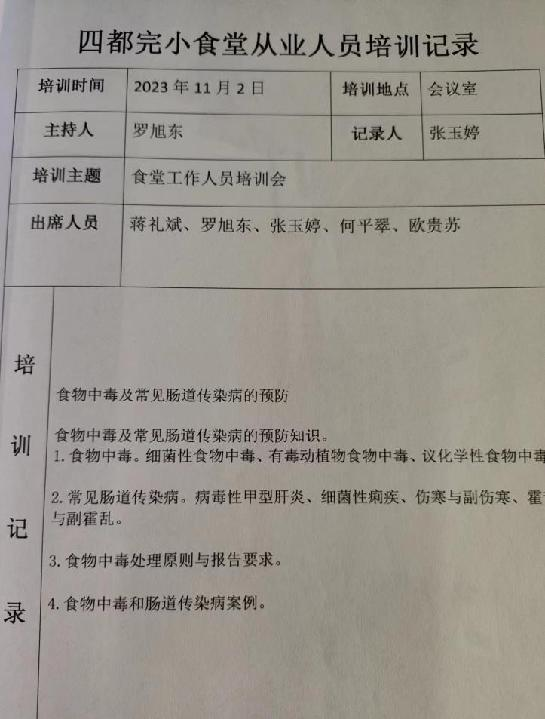 四都完小食堂从业人员培训记录
培训时间 2023 年 11 月 2 日 培训地点 会议室
主持人 罗旭东 记录人 张玉婷
培训主题 食堂工作人员培训会
出席人员 蒋礼斌、罗旭东、张玉婷、何平翠、欧贵苏
培训记录
食物中毒及常见肠道传染病的预防
食物中毒及常见肠道传染病的预防知识。
1. 食物中毒。细菌性食物中毒、有毒动植物食物中毒、议化学性食物中毒
2. 常见肠道传染病。病毒性甲型肝炎、细菌性痢疾、伤寒与副伤寒、霍
与副霍乱。
3. 食物中毒处理原则与报告要求。
4. 食物中毒和肠道传染病案例。